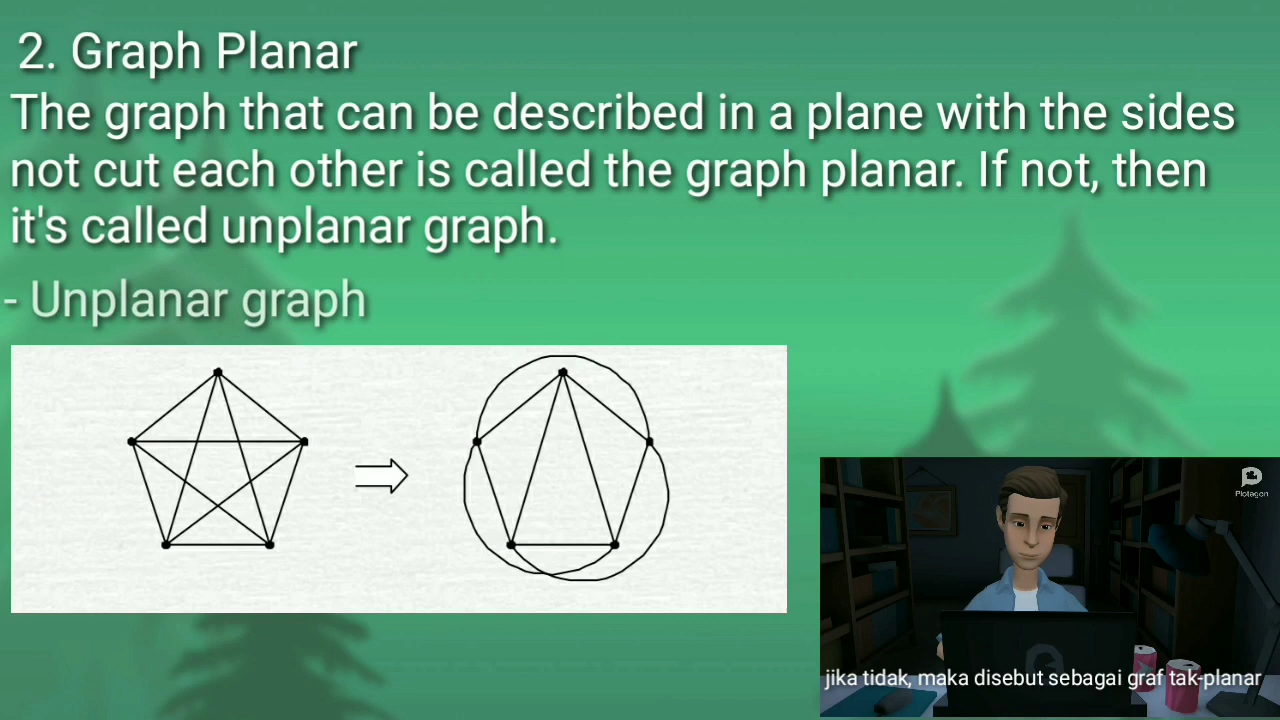 2. Graph Planar
The graph that can be described in a plane with the sides
not cut each other is called the graph planar. If not, then
it's called unplanar graph.
- Unplanar graph
Plotagon
jika tidak, maka disebut sebagai graf tak-planar